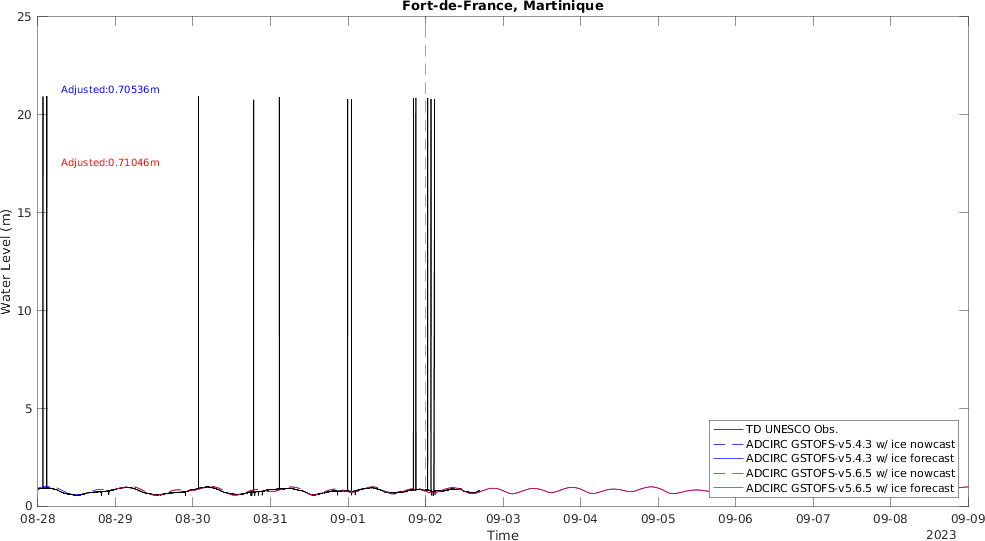 Fort-de-France, Martinique
25
20
15
10
5
0
Water Level (m)
Adjusted:0.70536m
Adjusted:0.71046m
TD UNESCO Obs.
ADCIRC GSTOFS-v5.4.3 w/ ice nowcast
ADCIRC GSTOFS-v5.4.3 w/ ice forecast
ADCIRC GSTOFS-v5.6.5 w/ ice nowcast
ADCIRC GSTOFS-v5.6.5 w/ ice forecast
08-28 08-29 08-30 08-31 09-01 09-02 09-03 09-04 09-05 09-06 09-07 09-08 09-09
Time
2023